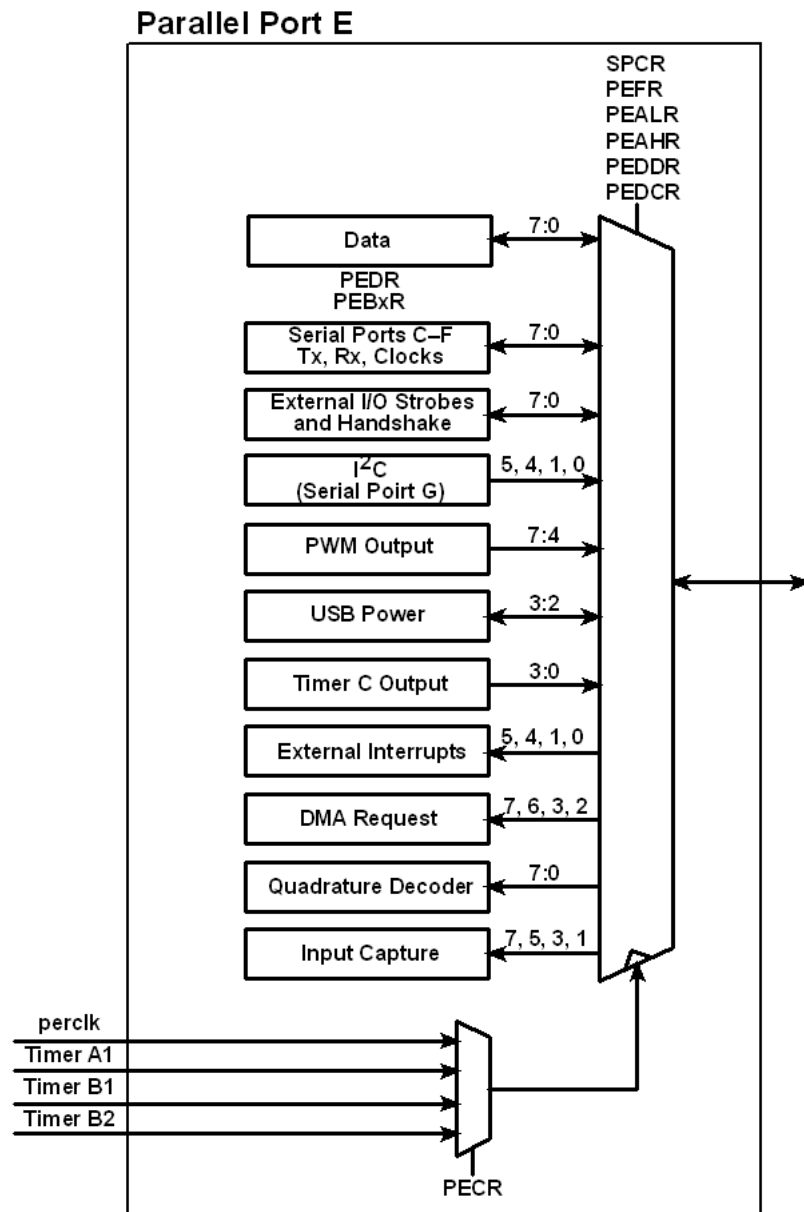 Parallel Port E
SPCR
PEFR
PEALR
PEAHR
PEDDR
PEDCR
Data
7:0
PEDR
PEBxR
Serial Ports C–F
Tx, Rx, Clocks
7:0
External I/O Strobes
and Handshake
7:0
I²C
(Serial Poirt G)
5, 4, 1, 0
PWM Output
7:4
USB Power
3:2
Timer C Output
3:0
External Interrupts
5, 4, 1, 0
DMA Request
7, 6, 3, 2
Quadrature Decoder
7:0
Input Capture
7, 5, 3, 1
perclk
Timer A1
Timer B1
Timer B2
PECR